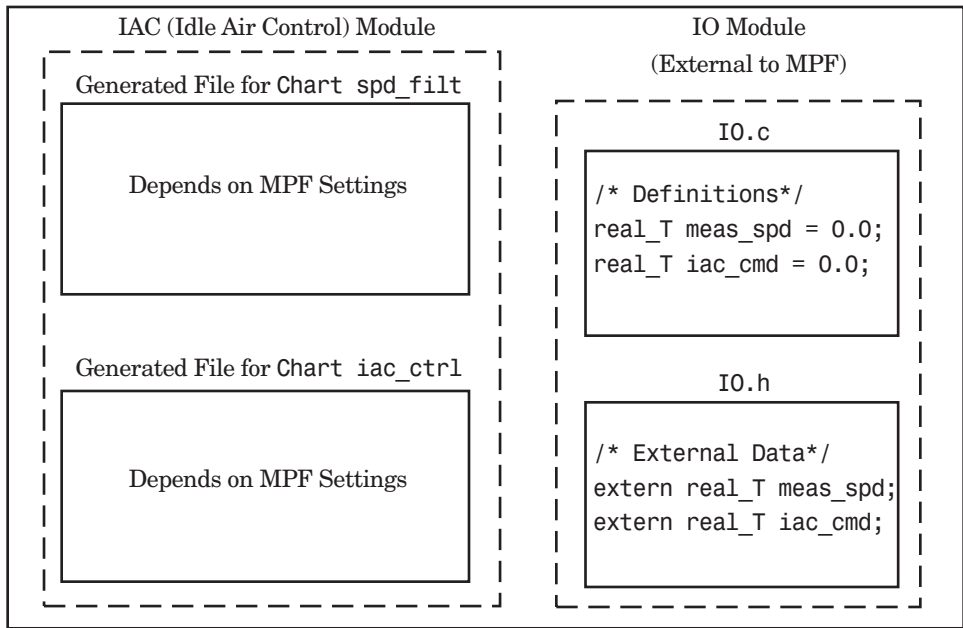 IAC (Idle Air Control) Module
Generated File for Chart spd_filt
Depends on MPF Settings
Generated File for Chart iac_ctrl
Depends on MPF Settings
IO Module
(External to MPF)
IO.c
/* Definitions*/
real_T meas_spd = 0.0;
real_T iac_cmd = 0.0;
IO.h
/* External Data*/
extern real_T meas_spd;
extern real_T iac_cmd;